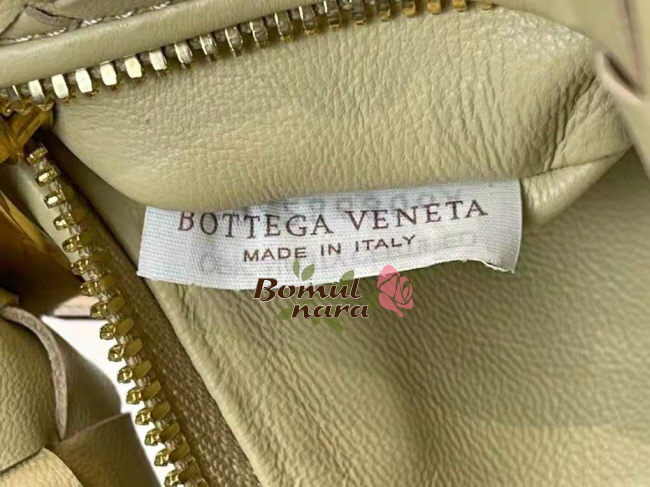 BOTTEGA VENETA
MADE IN ITALY
Bomul
nara